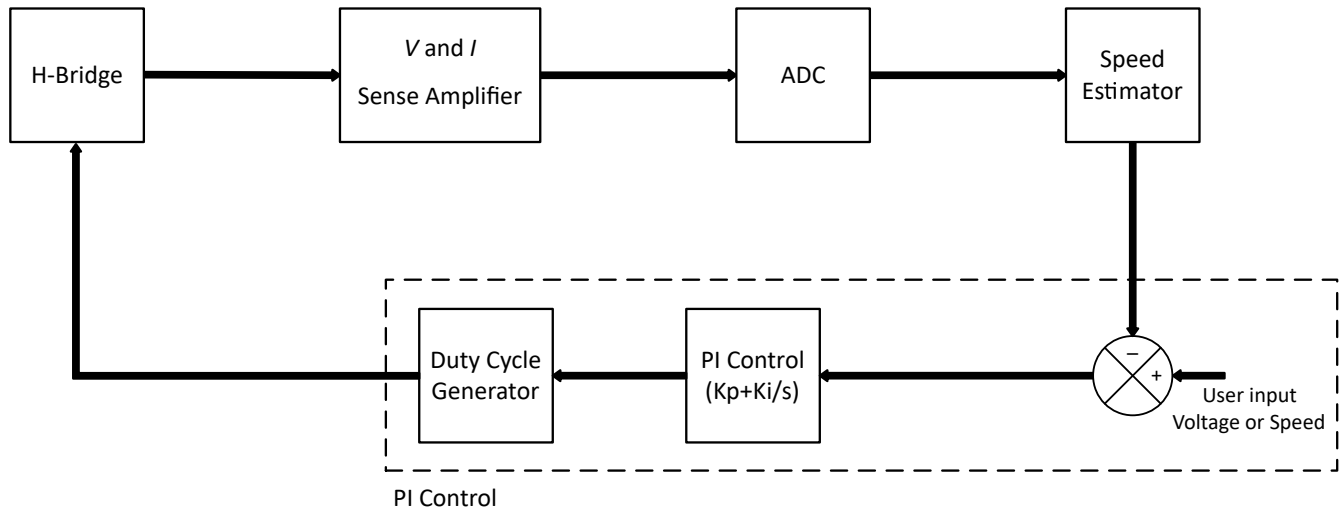 H-Bridge
V and I
Sense Amplifier
ADC
Speed
Estimator
Duty Cycle
Generator
PI Control
(Kp+Ki/s)
−
+
User input
Voltage or Speed
PI Control